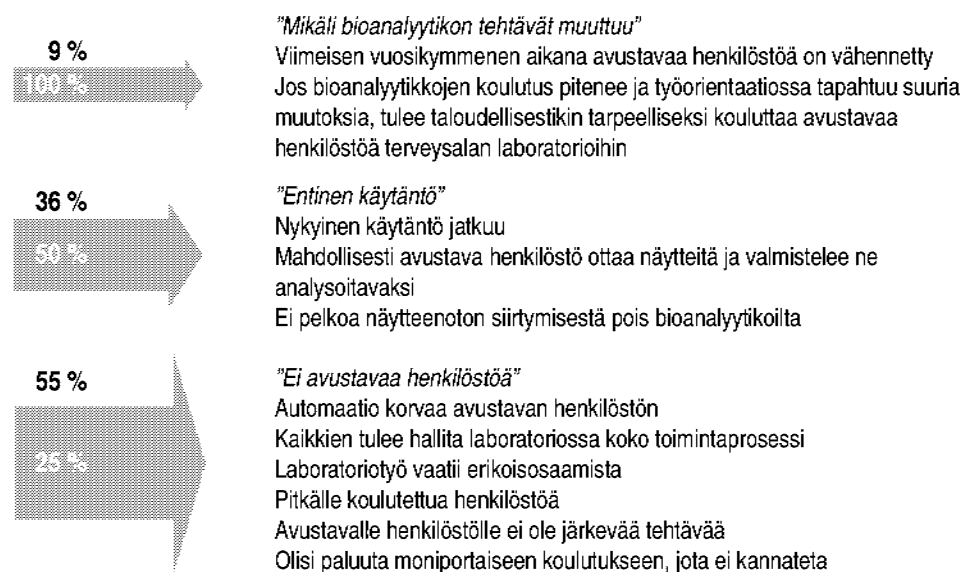 9 %
100 %
"Mikäli bioanalyytikon tehtävät muuttuu"
Viimeisen vuosikymmenen aikana avustavaa henkilöstöä on vähennetty
Jos bioanalyytikkojen koulutus pitenee ja työorientaatiossa tapahtuu suuria
muutoksia, tulee taloudellisestikin tarpeelliseksi kouluttaa avustavaa
henkilöstöä terveysalan laboratorioihin
36 %
50 %
"Entinen käytäntö"
Nykyinen käytäntö jatkuu
Mahdollisesti avustava henkilöstö ottaa näytteitä ja valmistelee ne
analysoitavaksi
Ei pelkoa näytteenoton siirtymisestä pois bioanalyytikoilta
55 %
25 %
"Ei avustavaa henkilöstöä"
Automaatio korvaa avustavan henkilöstön
Kaikkien tulee hallita laboratoriossa koko toimintaprosessi
Laboratoriotyö vaatii erikoisosaamista
Pitkälle koulutettua henkilöstöä
Avustavalle henkilöstölle ei ole järkevää tehtävää
Olisi paluuta moniportaiseen koulutukseen, jota ei kannateta